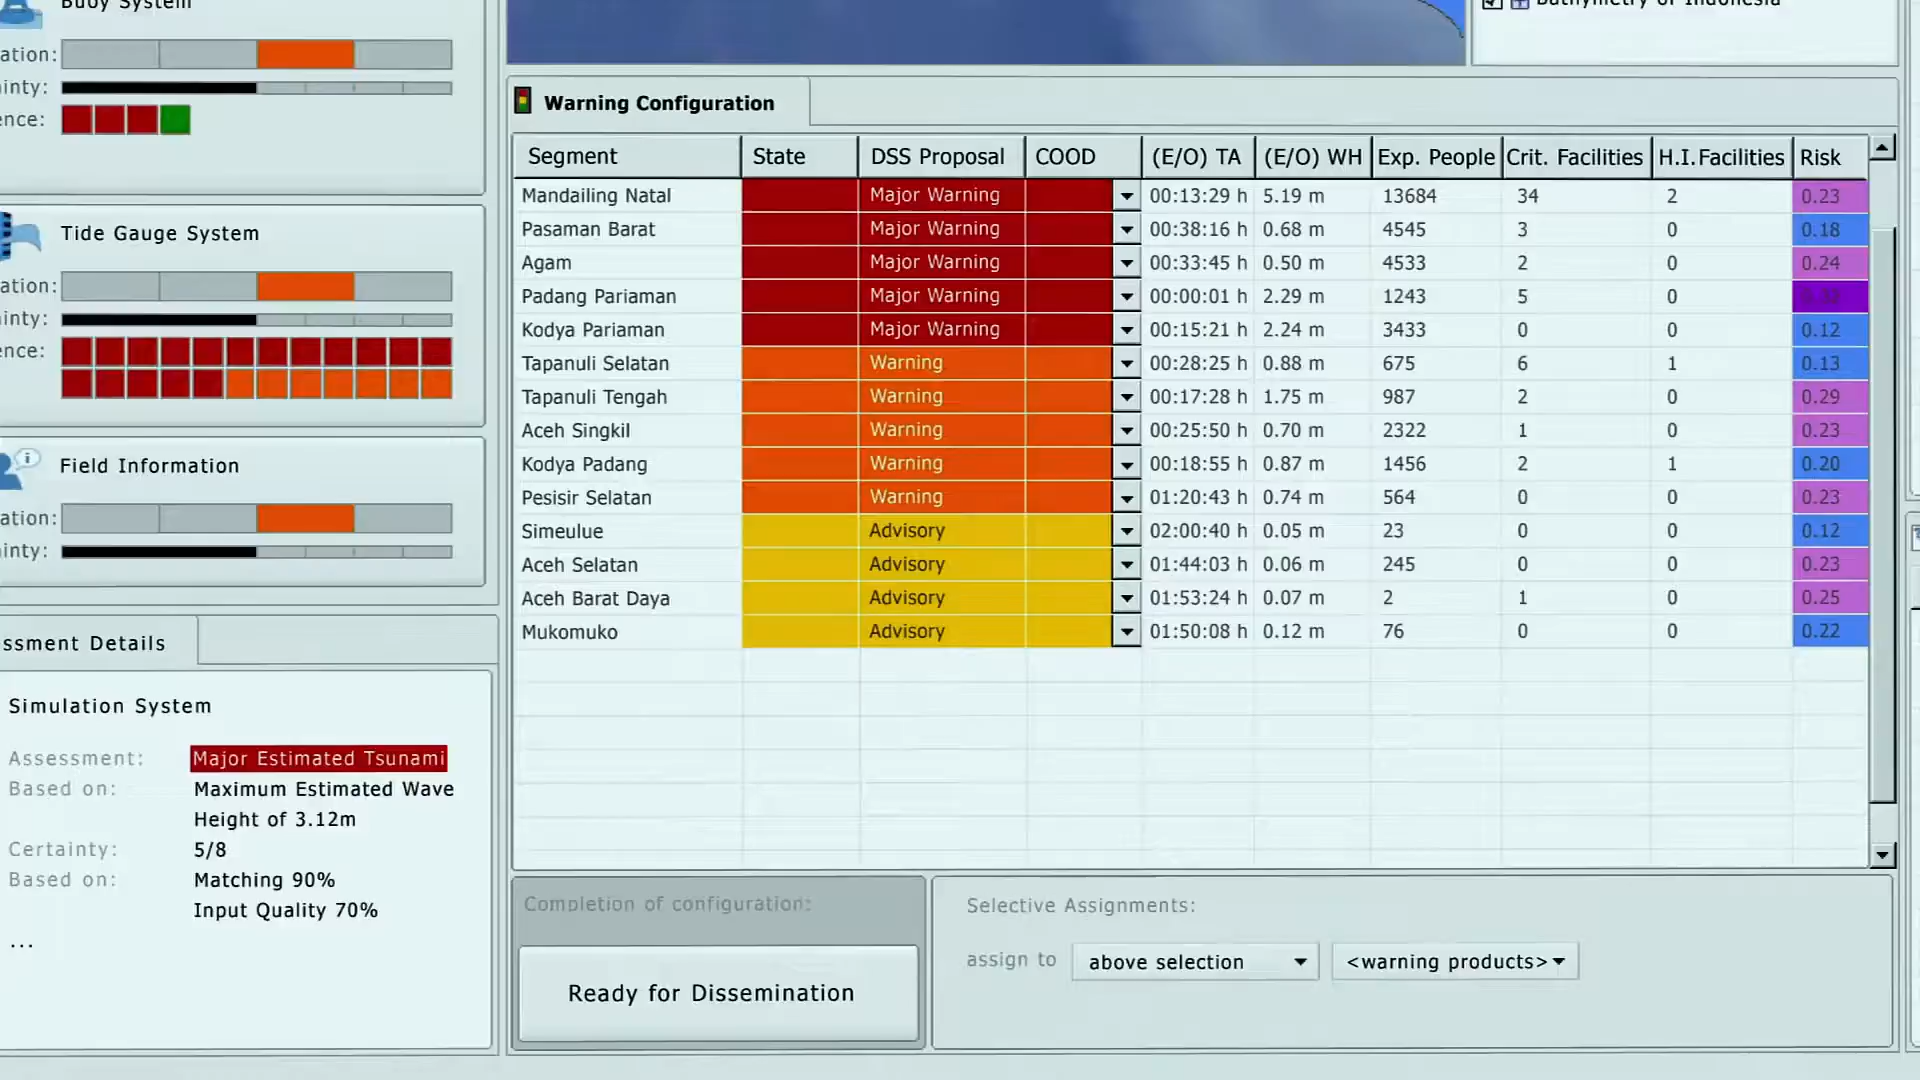 Buoy System
ation:
inty:
nce:
Tide Gauge System
ation:
inty:
ence:
Field Information
ation:
inty:
ssment Details
Simulation System
Assessment: Major Estimated Tsunami
Based on: Maximum Estimated Wave
Height of 3.12m
Certainty: 5/8
Based on: Matching 90%
Input Quality 70%
...
Bathymetry of Indonesia
Warning Configuration
Segment State DSS Proposal COOD (E/O) TA (E/O) WH Exp. People Crit. Facilities H.I.Facilities Risk
Mandailing Natal Major Warning 00:13:29 h 5.19 m 13684 34 2 0.23
Pasaman Barat Major Warning 00:38:16 h 0.68 m 4545 3 0 0.18
Agam Major Warning 00:33:45 h 0.50 m 4533 2 0 0.24
Padang Pariaman Major Warning 00:00:01 h 2.29 m 1243 5 0
Kodya Pariaman Major Warning 00:15:21 h 2.24 m 3433 0 0 0.12
Tapanuli Selatan Warning 00:28:25 h 0.88 m 675 6 1 0.13
Tapanuli Tengah Warning 00:17:28 h 1.75 m 987 2 0 0.29
Aceh Singkil Warning 00:25:50 h 0.70 m 2322 1 0 0.23
Kodya Padang Warning 00:18:55 h 0.87 m 1456 2 1 0.20
Pesisir Selatan Warning 01:20:43 h 0.74 m 564 0 0 0.23
Simeulue Advisory 02:00:40 h 0.05 m 23 0 0 0.12
Aceh Selatan Advisory 01:44:03 h 0.06 m 245 0 0 0.23
Aceh Barat Daya Advisory 01:53:24 h 0.07 m 2 1 0 0.25
Mukomuko Advisory 01:50:08 h 0.12 m 76 0 0 0.22
Completion of configuration:
Ready for Dissemination
Selective Assignments:
assign to above selection <warning products>